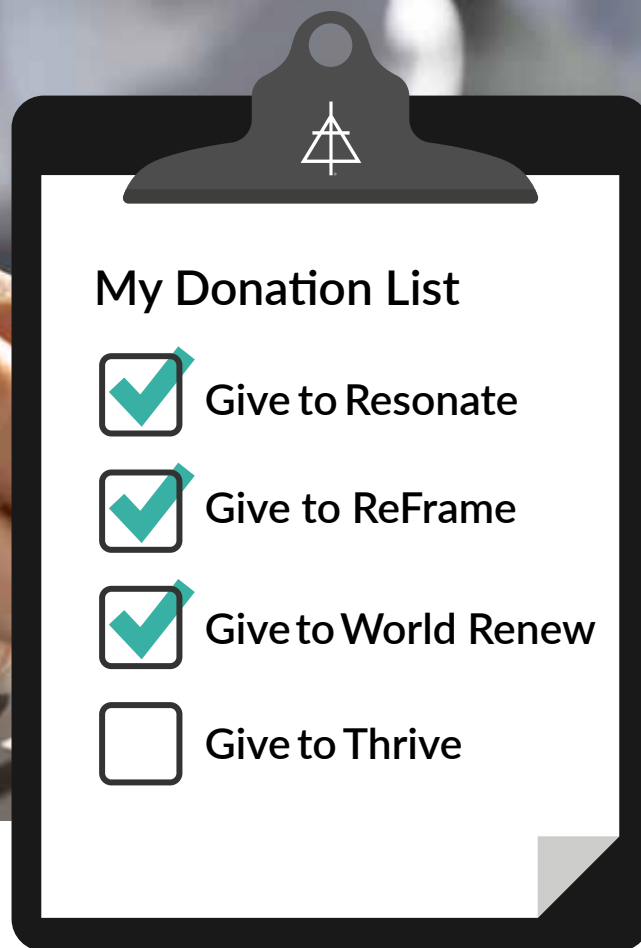 My Donation List
Give to Resonate
Give to ReFrame
Give to World Renew
Give to Thrive